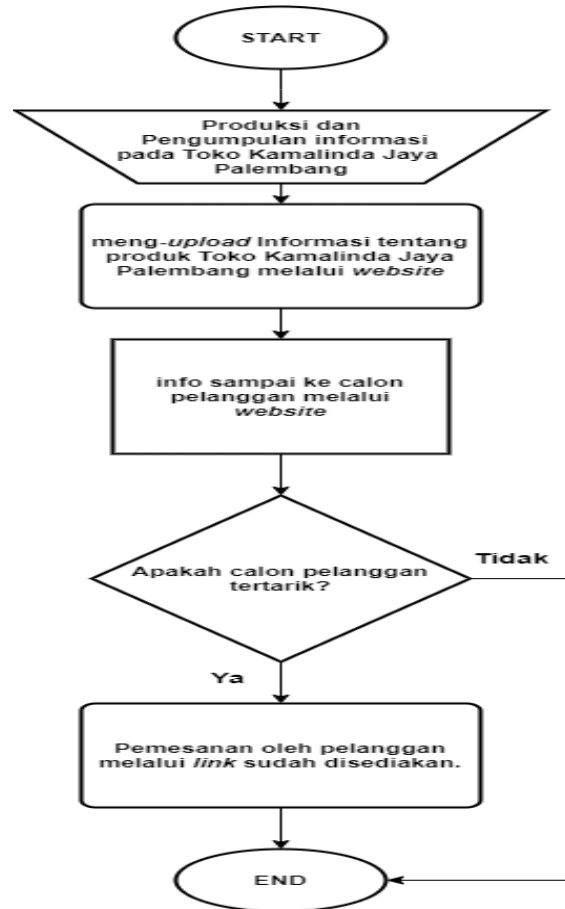 START
Produksi dan
Pengumpulan informasi
pada Toko Kamalinda Jaya
Palembang
meng-upload Informasi tentang
produk Toko Kamalinda Jaya
Palembang melalui website
info sampai ke calon
pelanggan melalui
website
Apakah calon pelanggan
tertarik?
Tidak
Ya
Pemesanan oleh pelanggan
melalui link sudah disediakan.
END